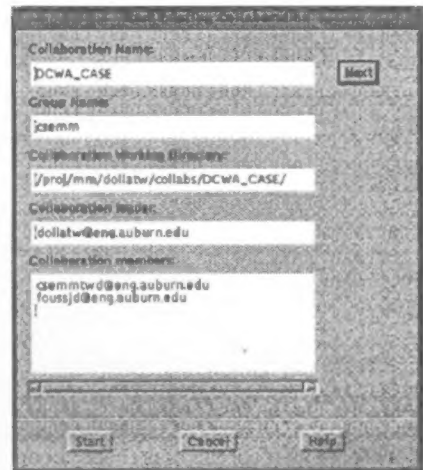 Collaboration Name:
DCWA_CASE
Next
Group Name:
csemm
Collaboration Working Directory:
/proj/mm/dollatw/collabs/DCWA_CASE/
Collaboration leader:
dollatw@eng.auburn.edu
Collaboration members:
csemmtwd@eng.auburn.edu
foussjd@eng.auburn.edu
Start
Cancel
Help